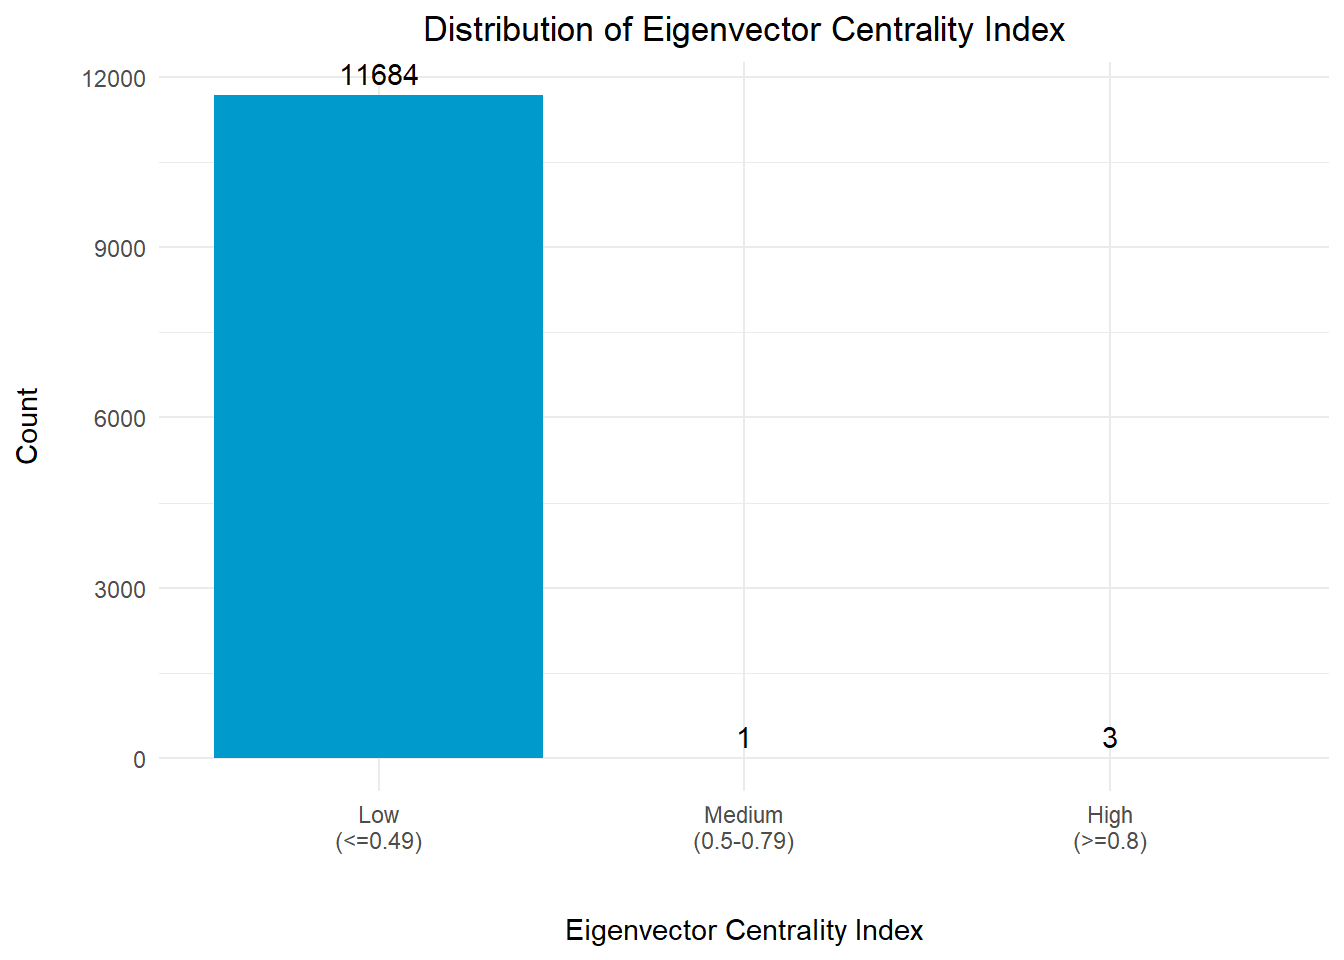 Distribution of Eigenvector Centrality Index
12000
9000
6000
3000
0
Count
11684
1
3
Low
(<=0.49)
Medium
(0.5-0.79)
High
(>=0.8)
Eigenvector Centrality Index